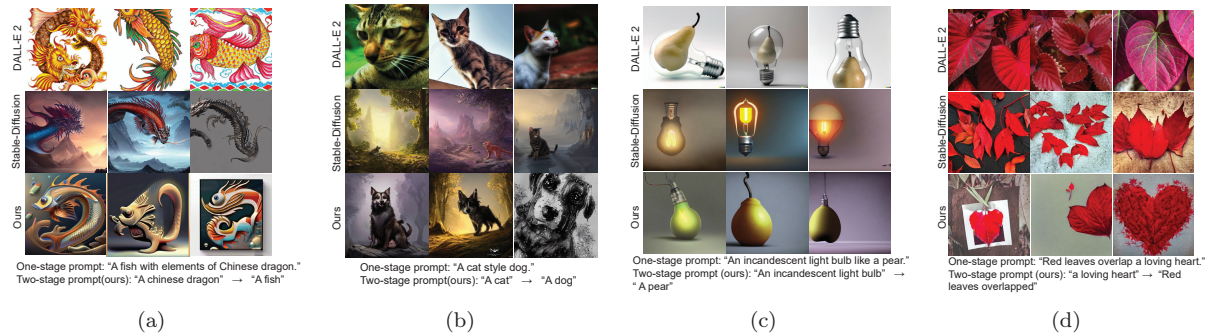 DALL-E 2
Stable-Diffusion
Ours
One-stage prompt: “A fish with elements of Chinese dragon.”
Two-stage prompt(ours): “A chinese dragon” → “A fish”
(a)
DALL-E 2
Stable-Diffusion
Ours
One-stage prompt: “A cat style dog.”
Two-stage prompt(ours): “A cat” → “A dog”
(b)
DALL-E 2
Stable-Diffusion
Ours
One-stage prompt: “An incandescent light bulb like a pear.”
Two-stage prompt (ours): “An incandescent light bulb” →
“ A pear”
(c)
DALL-E 2
Stable-Diffusion
Ours
One-stage prompt: “Red leaves overlap a loving heart.”
Two-stage prompt (ours): “a loving heart” → “Red
leaves overlapped”
(d)